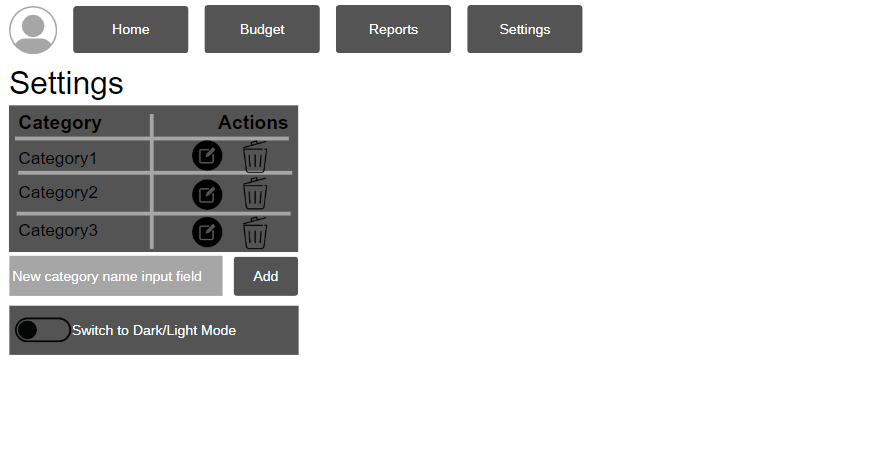 Home Budget Reports Settings
Settings
Category Actions
Category1
Category2
Category3
New category name input field Add
Switch to Dark/Light Mode